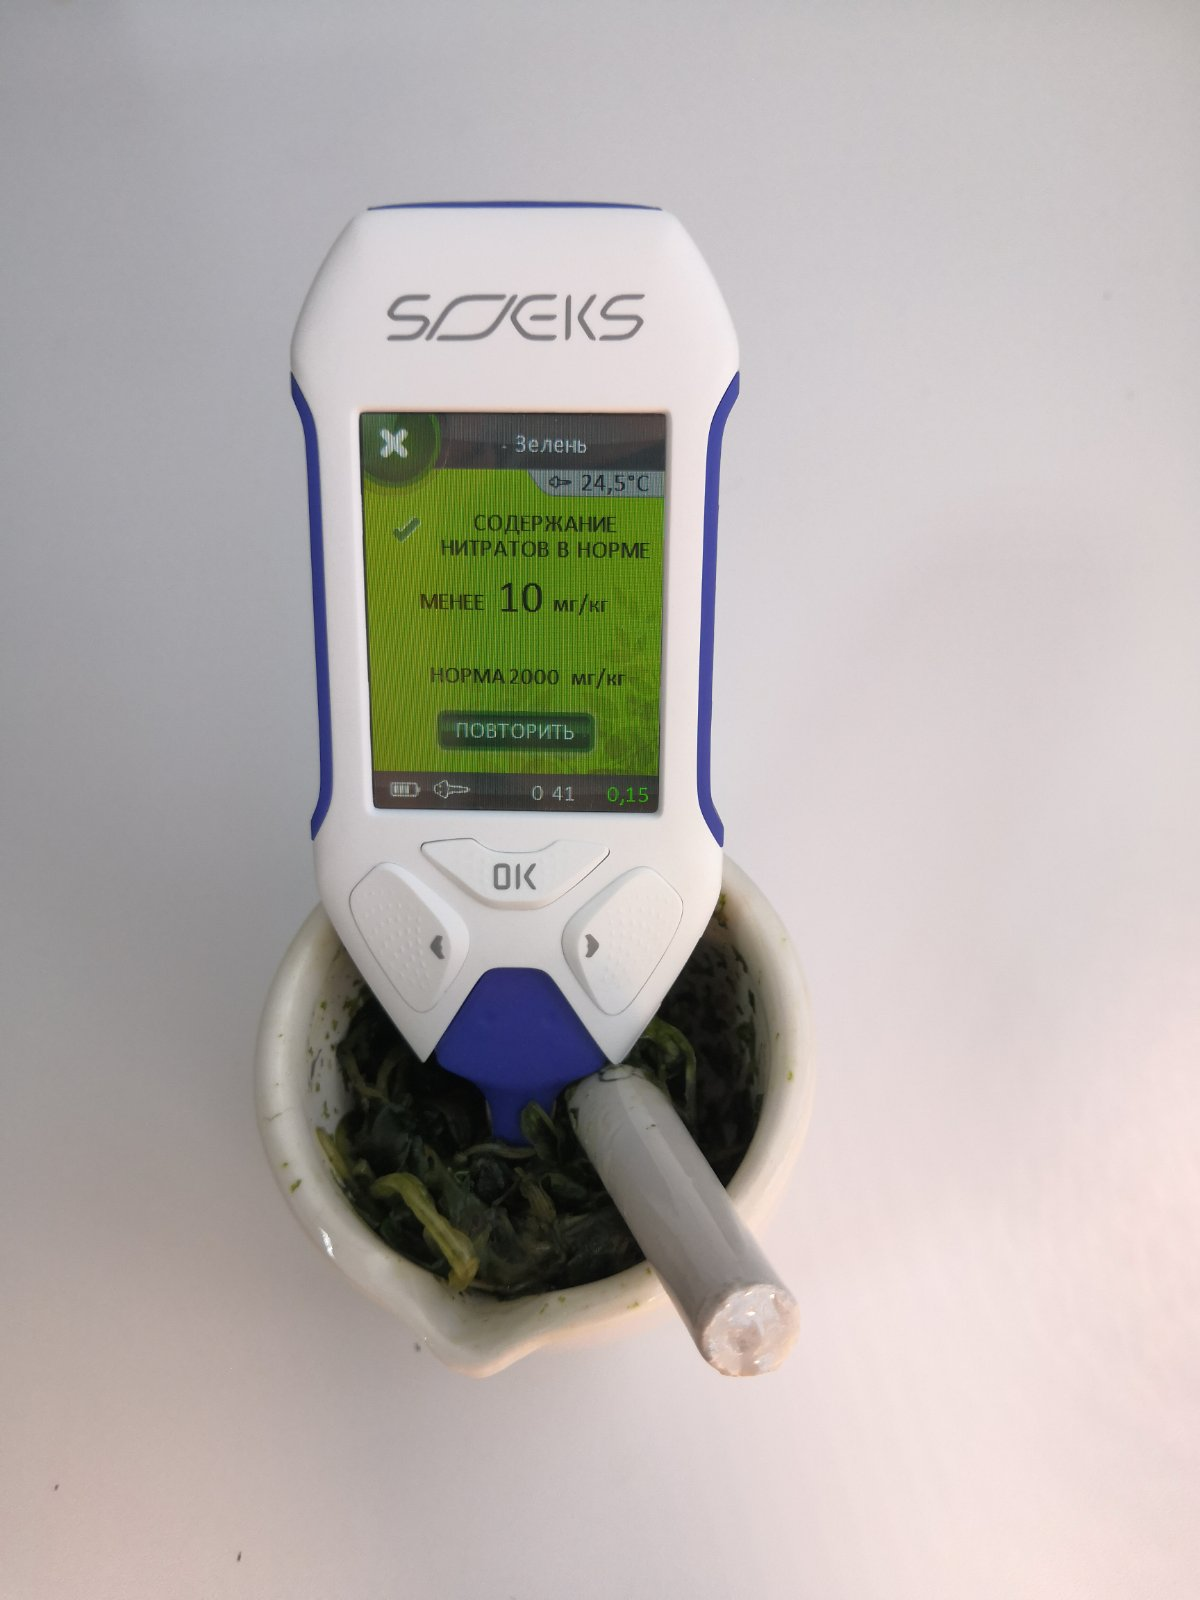 SOEKS
- Зелень
24,5°C
СОДЕРЖАНИЕ
НИТРАТОВ В НОРМЕ
МЕНЕЕ 10 мг/кг
НОРМА 2000 мг/кг
ПОВТОРИТЬ
0 41 0,15
OK